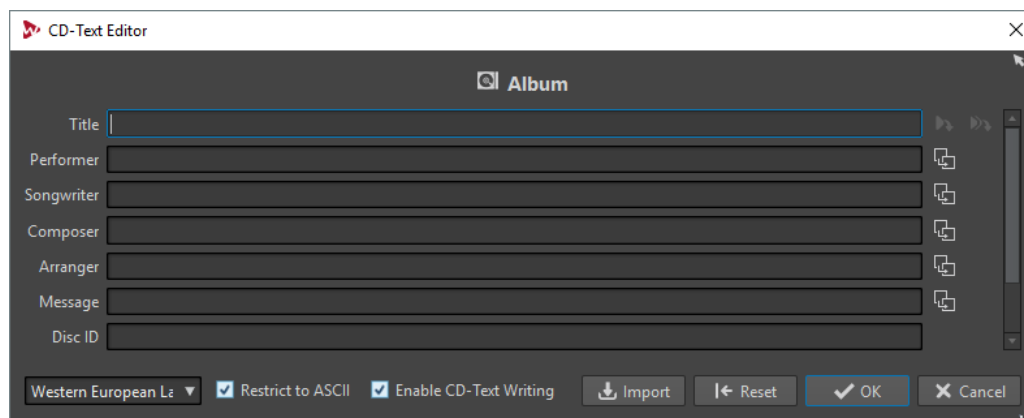 CD-Text Editor
Album
Title
Performer
Songwriter
Composer
Arranger
Message
Disc ID
Western European La
Restrict to ASCII
Enable CD-Text Writing
Import
Reset
OK
Cancel